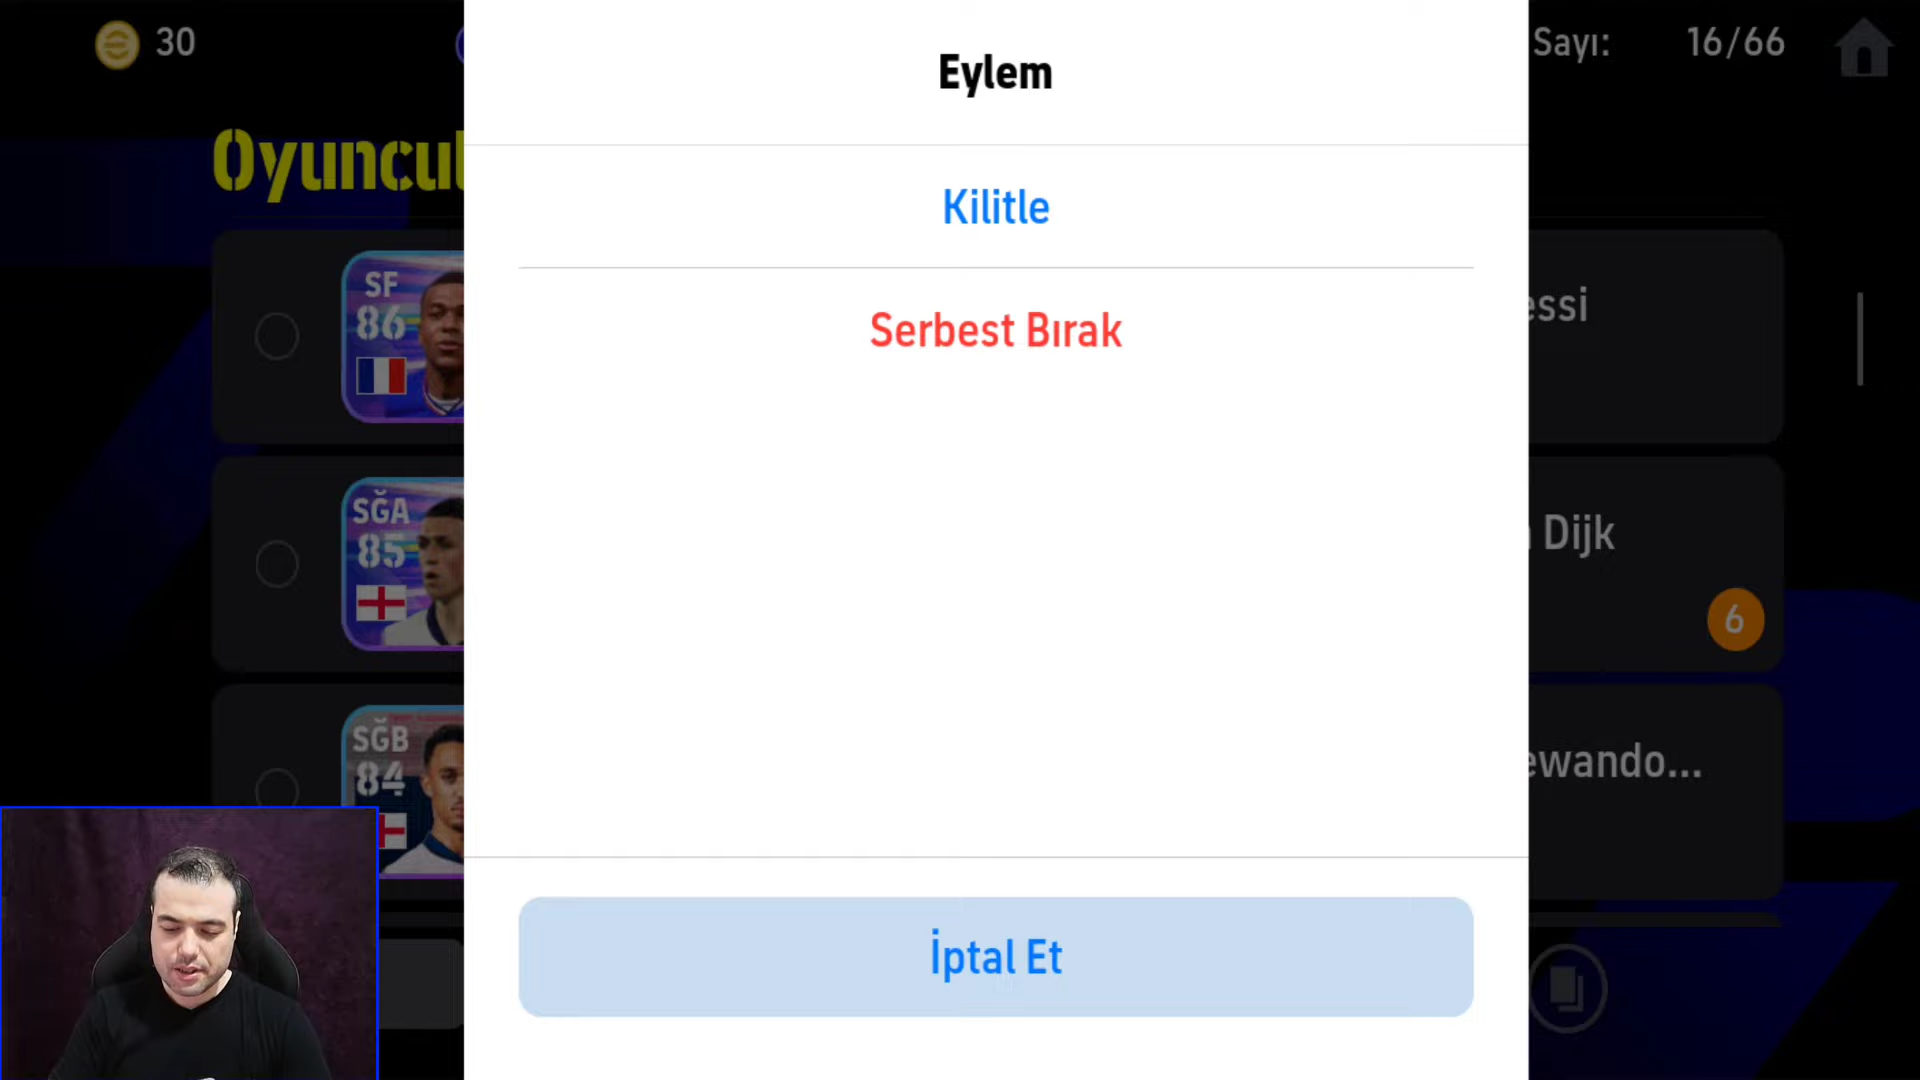 30
Sayı:
16/66
Eylem
Oyuncul
Kilitle
SF
86
essi
Serbest Bırak
SĞA
85
Dijk
6
SĞB
84
ewando...
İptal Et